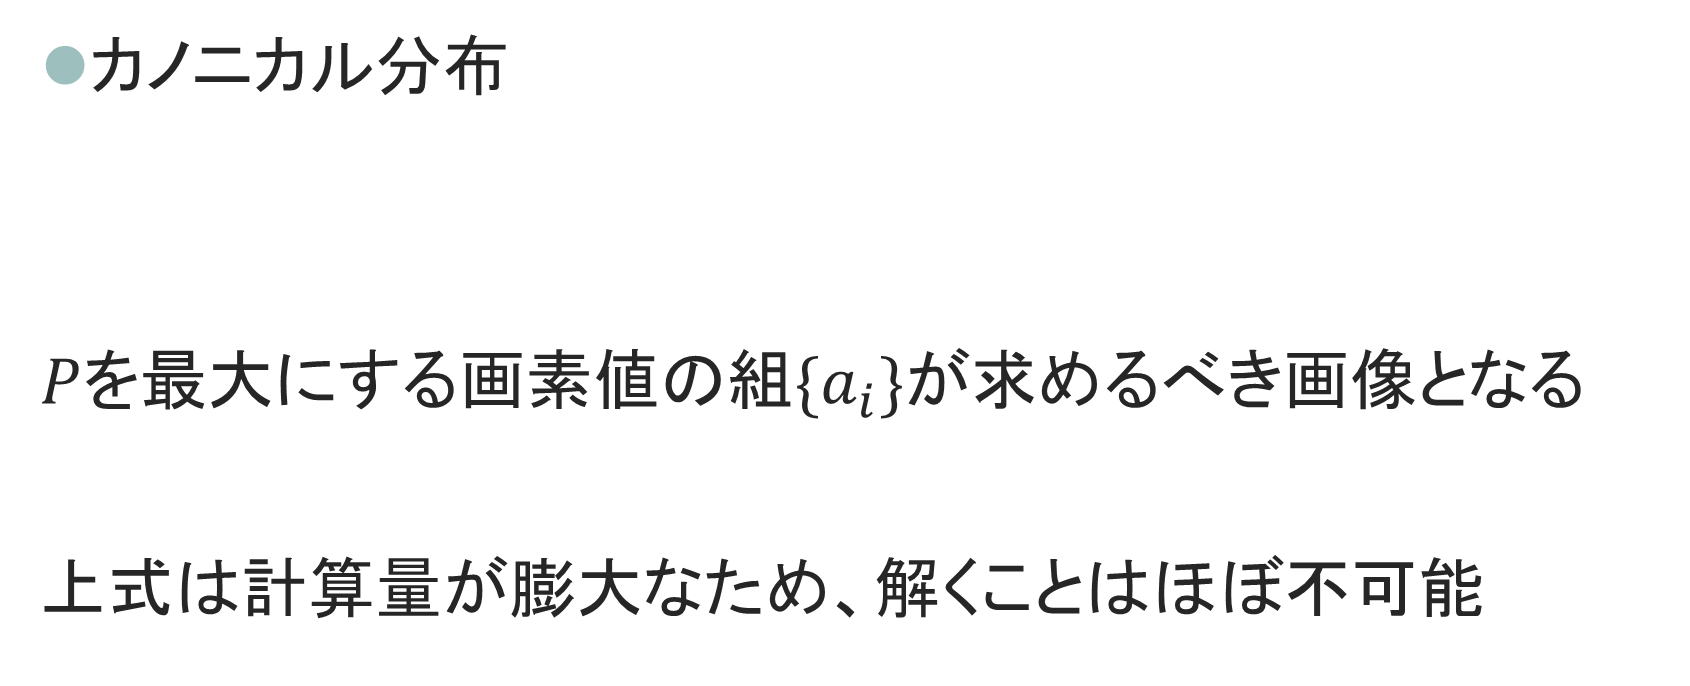 ●カノニカル分布
Pを最大にする画素値の組{a_i}が求めるべき画像となる
上式は計算量が膨大なため、解くことはほぼ不可能